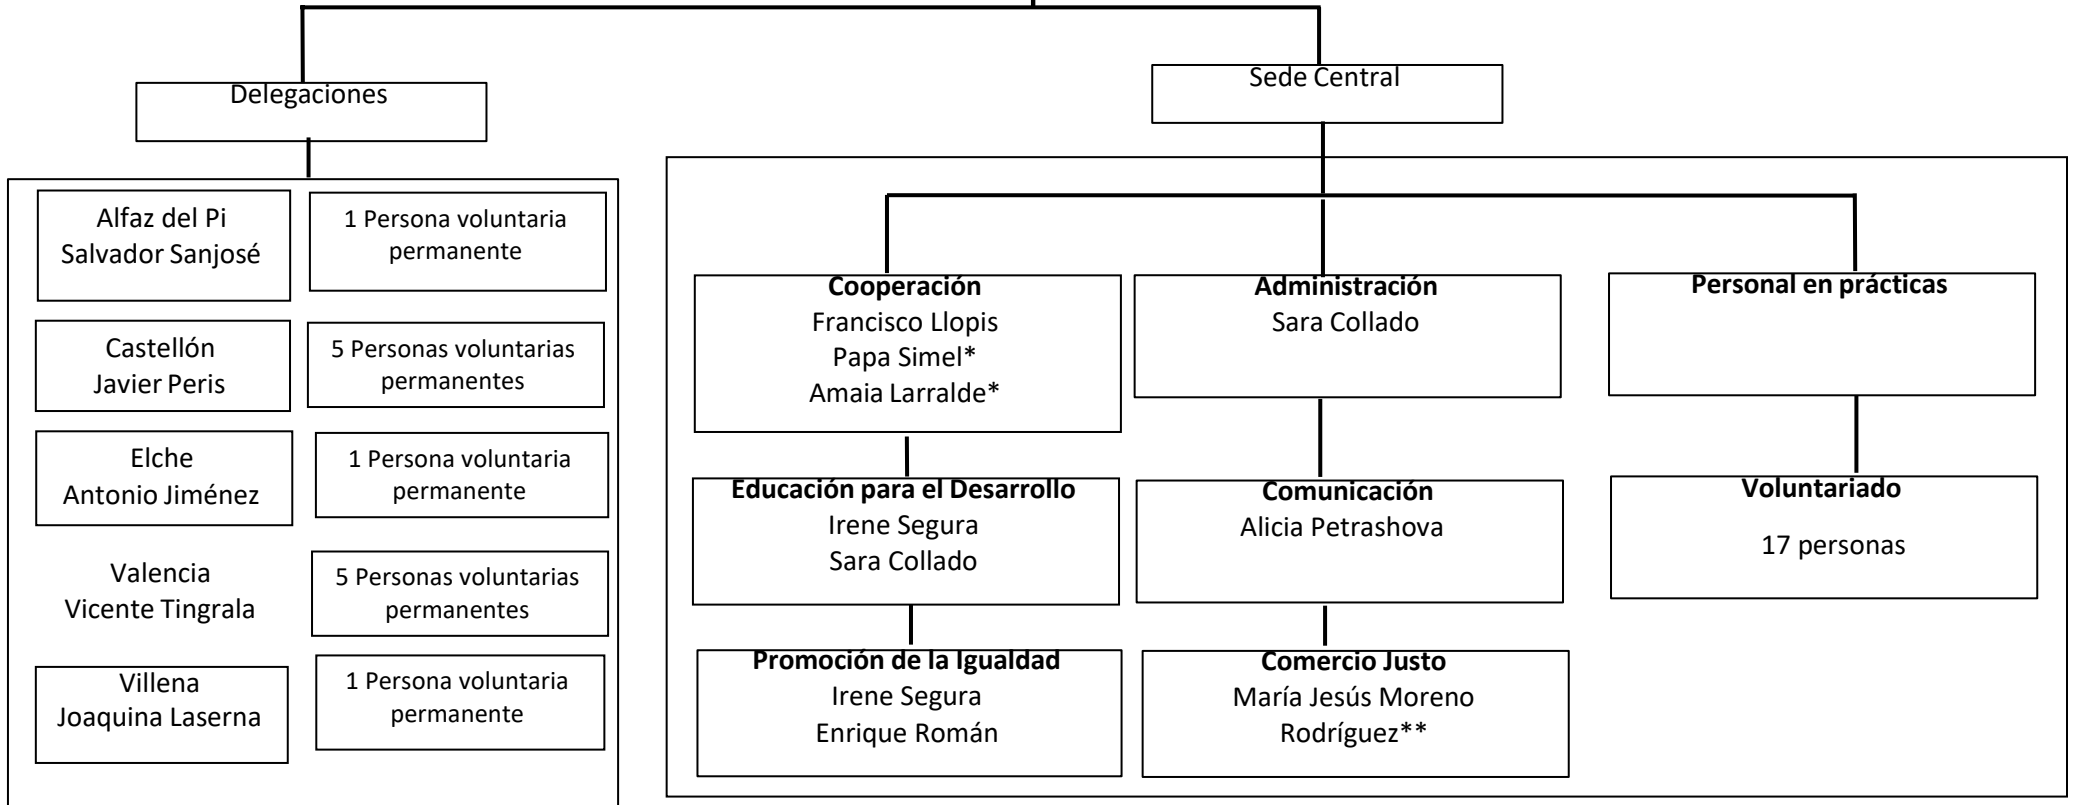 Delegaciones
Sede Central
Alfaz del Pi
Salvador Sanjosé
1 Persona voluntaria
permanente
Castellón
Javier Peris
5 Personas voluntarias
permanentes
Elche
Antonio Jiménez
1 Persona voluntaria
permanente
Valencia
Vicente Tingrala
5 Personas voluntarias
permanentes
Villena
Joaquina Laserna
1 Persona voluntaria
permanente
Cooperación
Francisco Llopis
Papa Simel*
Amaia Larralde*
Administración
Sara Collado
Personal en prácticas
Educación para el Desarrollo
Irene Segura
Sara Collado
Comunicación
Alicia Petrashova
Voluntariado
17 personas
Promoción de la Igualdad
Irene Segura
Enrique Román
Comercio Justo
María Jesús Moreno
Rodríguez**